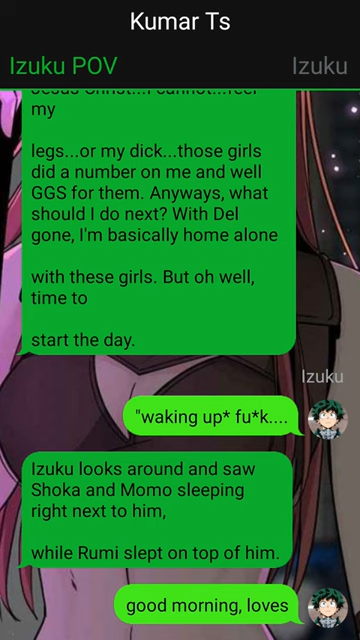 Kumar Ts
Izuku POV
Izuku
my
legs...or my dick...those girls
did a number on me and well
GGS for them. Anyways, what
should I do next? With Del
gone, I'm basically home alone
with these girls. But oh well,
time to
start the day.
Izuku
"waking up* fu*k....
Izuku looks around and saw
Shoka and Momo sleeping
right next to him,
while Rumi slept on top of him.
good morning, loves